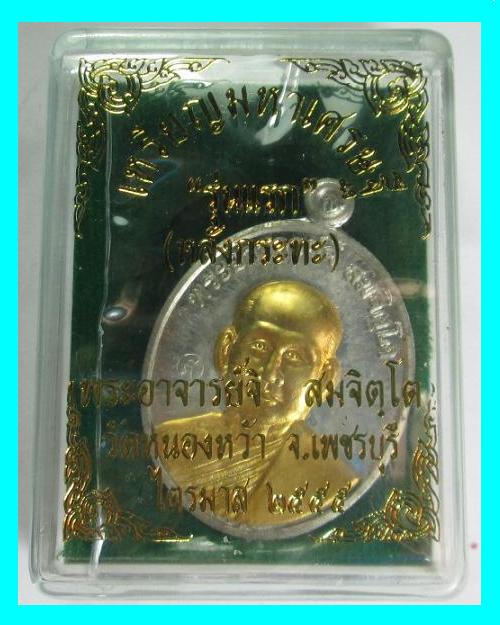 เหรียญมหาเศรษฐี
"รุ่นแรก"
(หลังกระทะ)
พระอาจารย์จิ สมจิตฺโต
วัดหนองหว้า จ.เพชรบุรี
ไตรมาส ๒๕๕๕